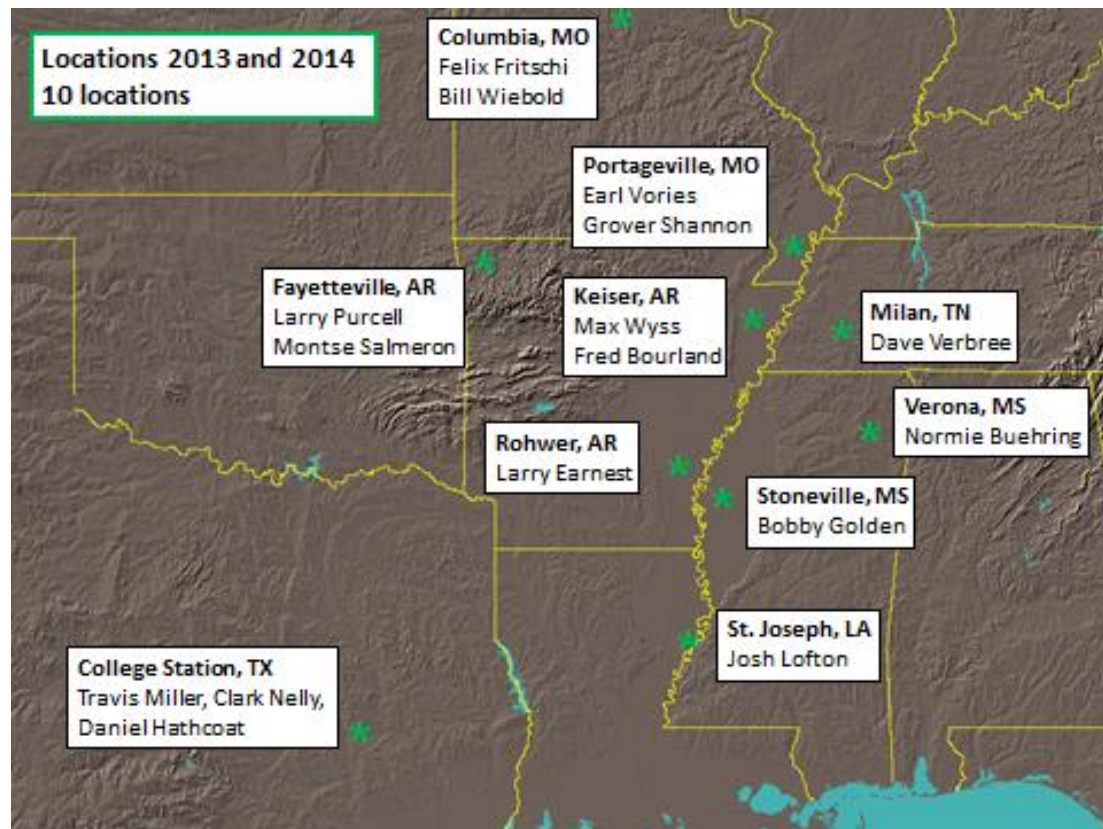 Locations 2013 and 2014
10 locations
Columbia, MO
Felix Fritschi
Bill Wiebold
Portageville, MO
Earl Vories
Grover Shannon
Fayetteville, AR
Larry Purcell
Montse Salmeron
Keiser, AR
Max Wyss
Fred Bourland
Milan, TN
Dave Verbree
Verona, MS
Normie Buehring
Rohwer, AR
Larry Earnest
Stoneville, MS
Bobby Golden
St. Joseph, LA
Josh Lofton
College Station, TX
Travis Miller, Clark Nelly,
Daniel Hathcoat